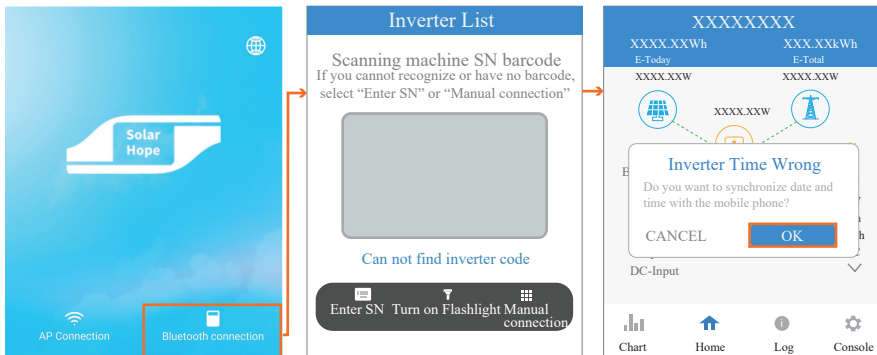 Solar
Hope
AP Connection
Bluetooth connection
Inverter List
Scanning machine SN barcode
If you cannot recognize or have no barcode,
select “Enter SN” or “Manual connection”
Can not find inverter code
Enter SN
Turn on Flashlight
Manual
connection
XXXXXXXX
XXXX.XXWh
XXX.XXkWh
E-Today
E-Total
XXXX.XXW
XXXX.XXW
XXXX.XXW
Inverter Time Wrong
Do you want to synchronize date and
time with the mobile phone?
CANCEL
OK
DC-Input
Chart
Home
Log
Console